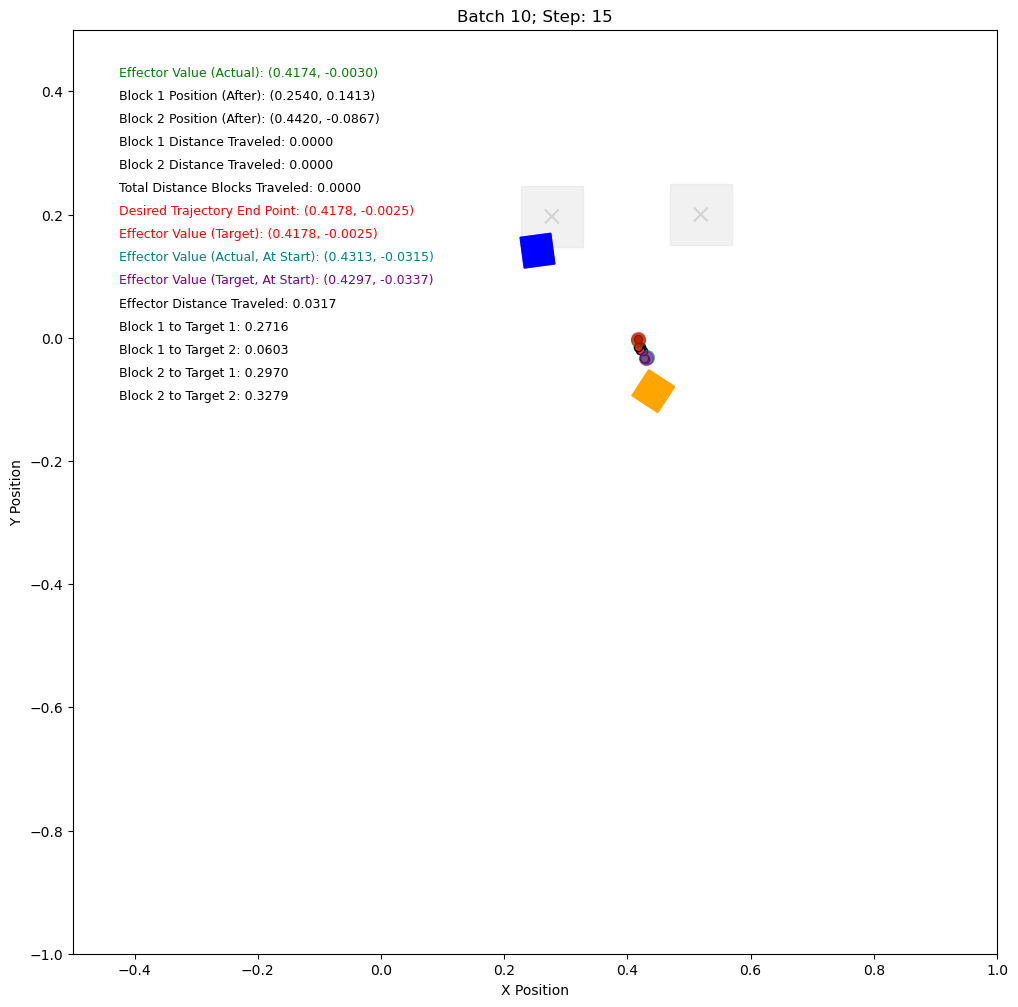 Batch 10; Step: 15
Effector Value (Actual): (0.4174, -0.0030)
Block 1 Position (After): (0.2540, 0.1413)
Block 2 Position (After): (0.4420, -0.0867)
Block 1 Distance Traveled: 0.0000
Block 2 Distance Traveled: 0.0000
Total Distance Blocks Traveled: 0.0000
Desired Trajectory End Point: (0.4178, -0.0025)
Effector Value (Target): (0.4178, -0.0025)
Effector Value (Actual, At Start): (0.4313, -0.0315)
Effector Value (Target, At Start): (0.4297, -0.0337)
Effector Distance Traveled: 0.0317
Block 1 to Target 1: 0.2716
Block 1 to Target 2: 0.0603
Block 2 to Target 1: 0.2970
Block 2 to Target 2: 0.3279
Y Position
0.4
0.2
0.0
−0.2
−0.4
−0.6
−0.8
−1.0
−0.4
−0.2
0.0
0.2
0.4
0.6
0.8
1.0
X Position